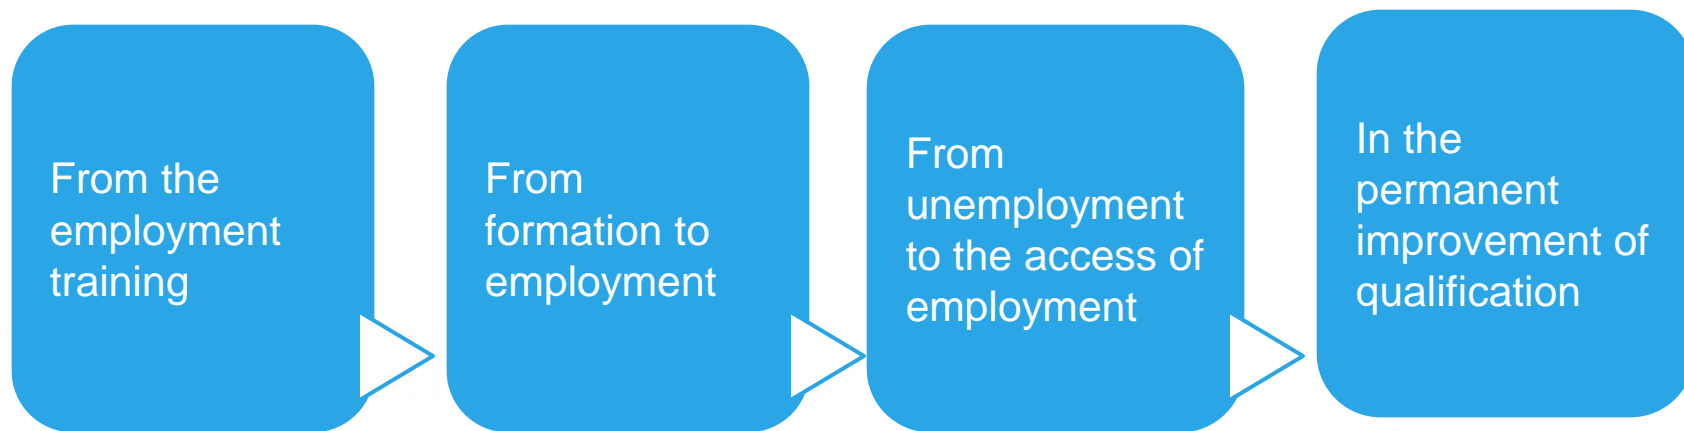 From the
employment
training
From
formation to
employment
From
unemployment
to the access of
employment
In the
permanent
improvement of
qualification